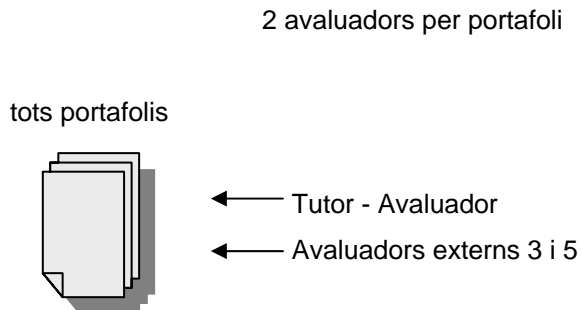 2 avaluadors per portafoli
tots portafolis
Tutor - Avaluador
Avaluadors externs 3 i 5